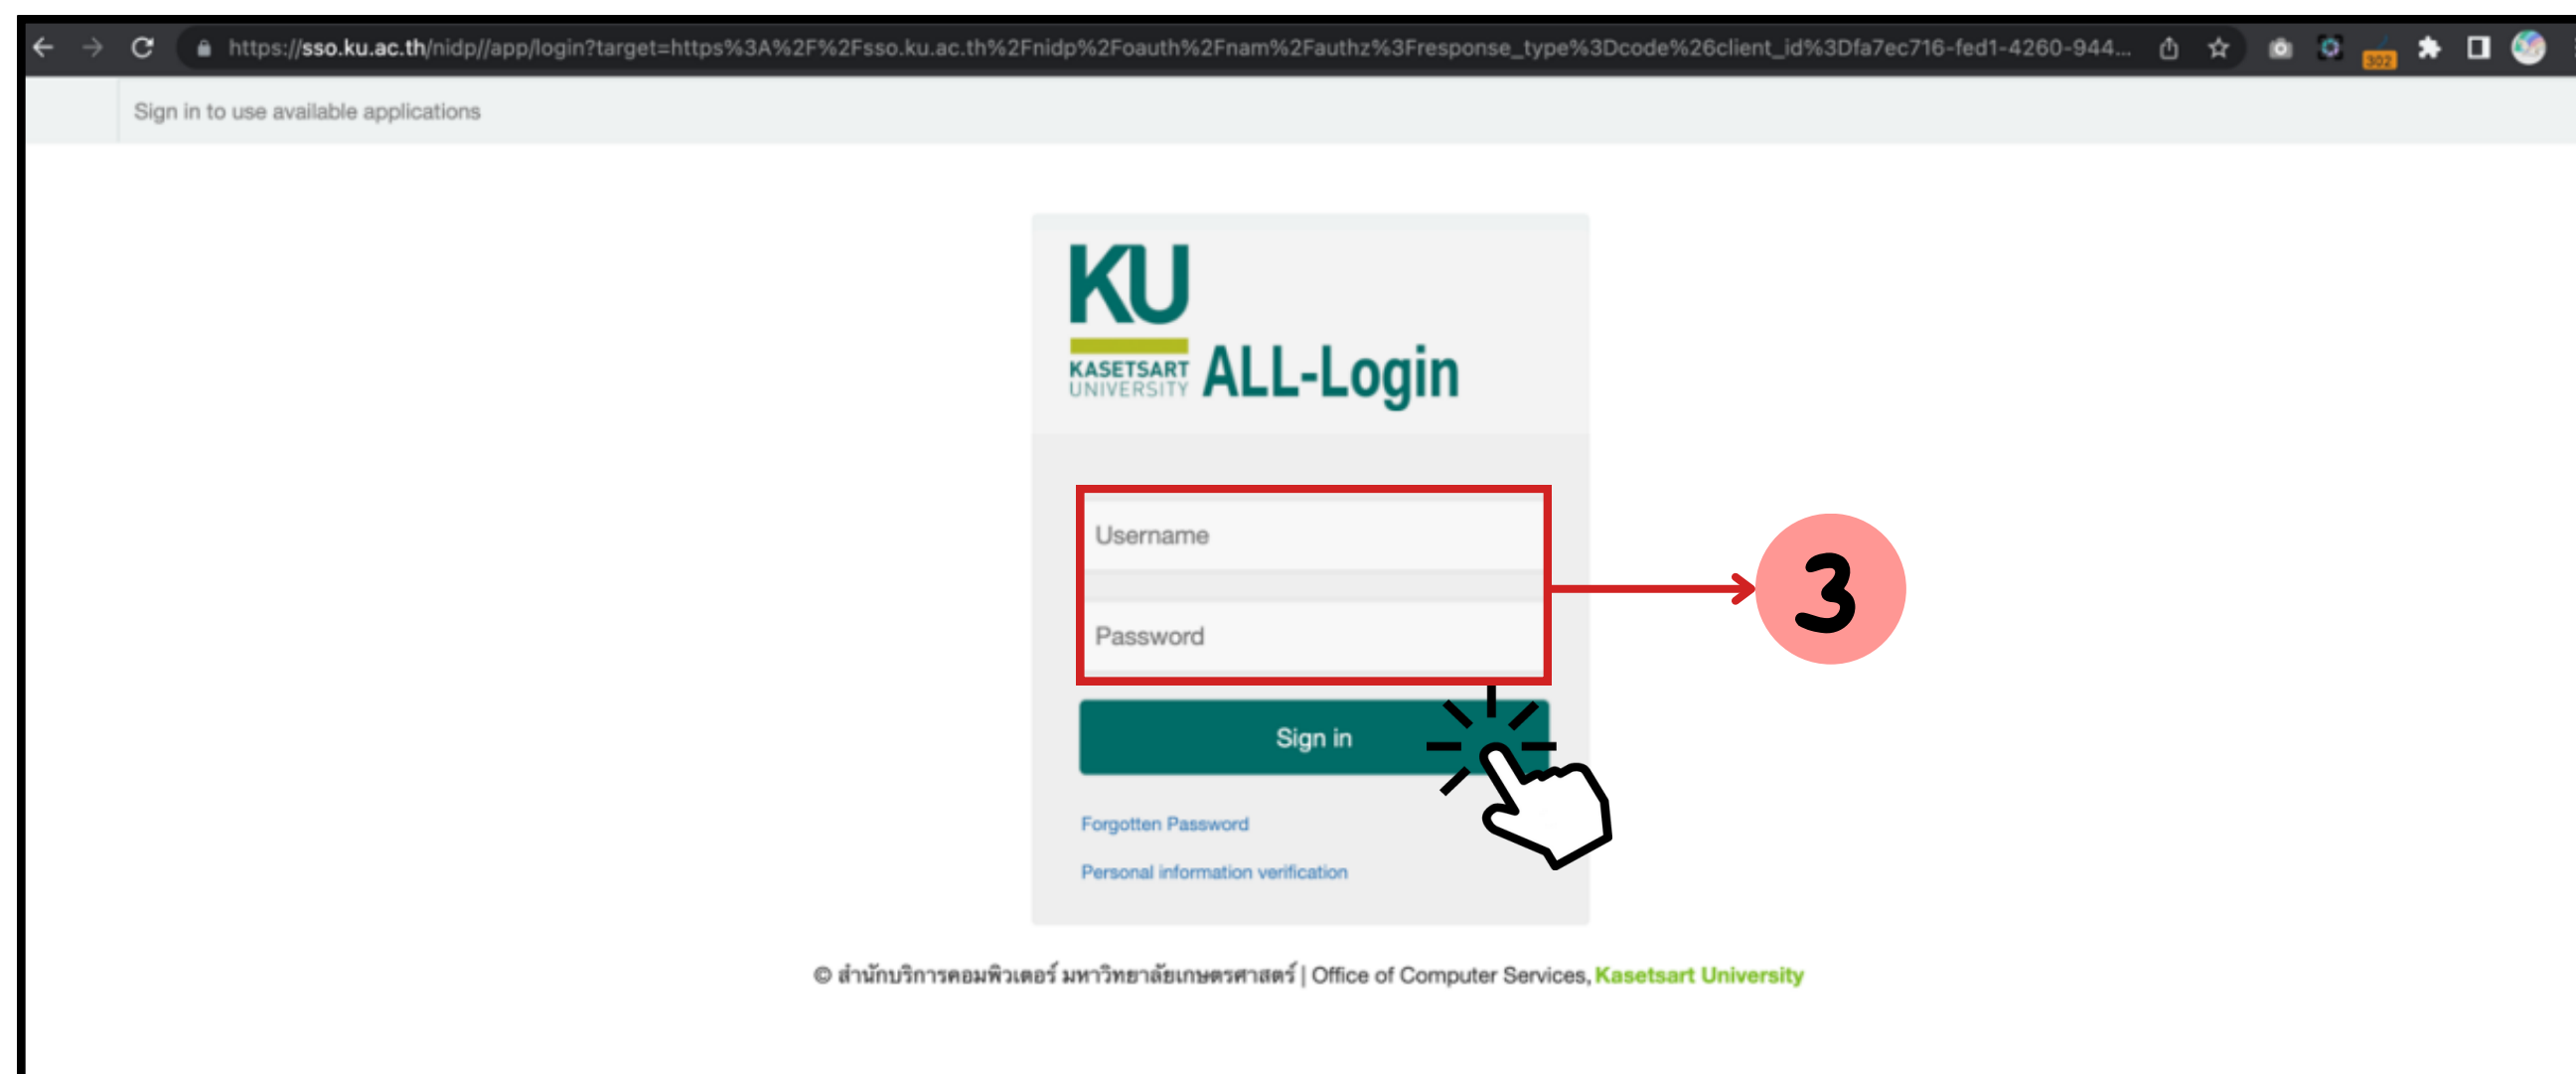 https://sso.ku.ac.th/nidp//app/login?target=https%3A%2F%2Fsso.ku.ac.th%2Fnidp%2Foauth%2Fnam%2Fauthz%3Fresponse_type%3Dcode%26client_id%3Dfa7ec716-fed1-4260-944...
302
Sign in to use available applications
KU
KASETSART
UNIVERSITY
ALL-Login
Username
3
Password
Sign in
Forgotten Password
Personal information verification
© สำนักบริการคอมพิวเตอร์ มหาวิทยาลัยเกษตรศาสตร์ | Office of Computer Services, Kasetsart University